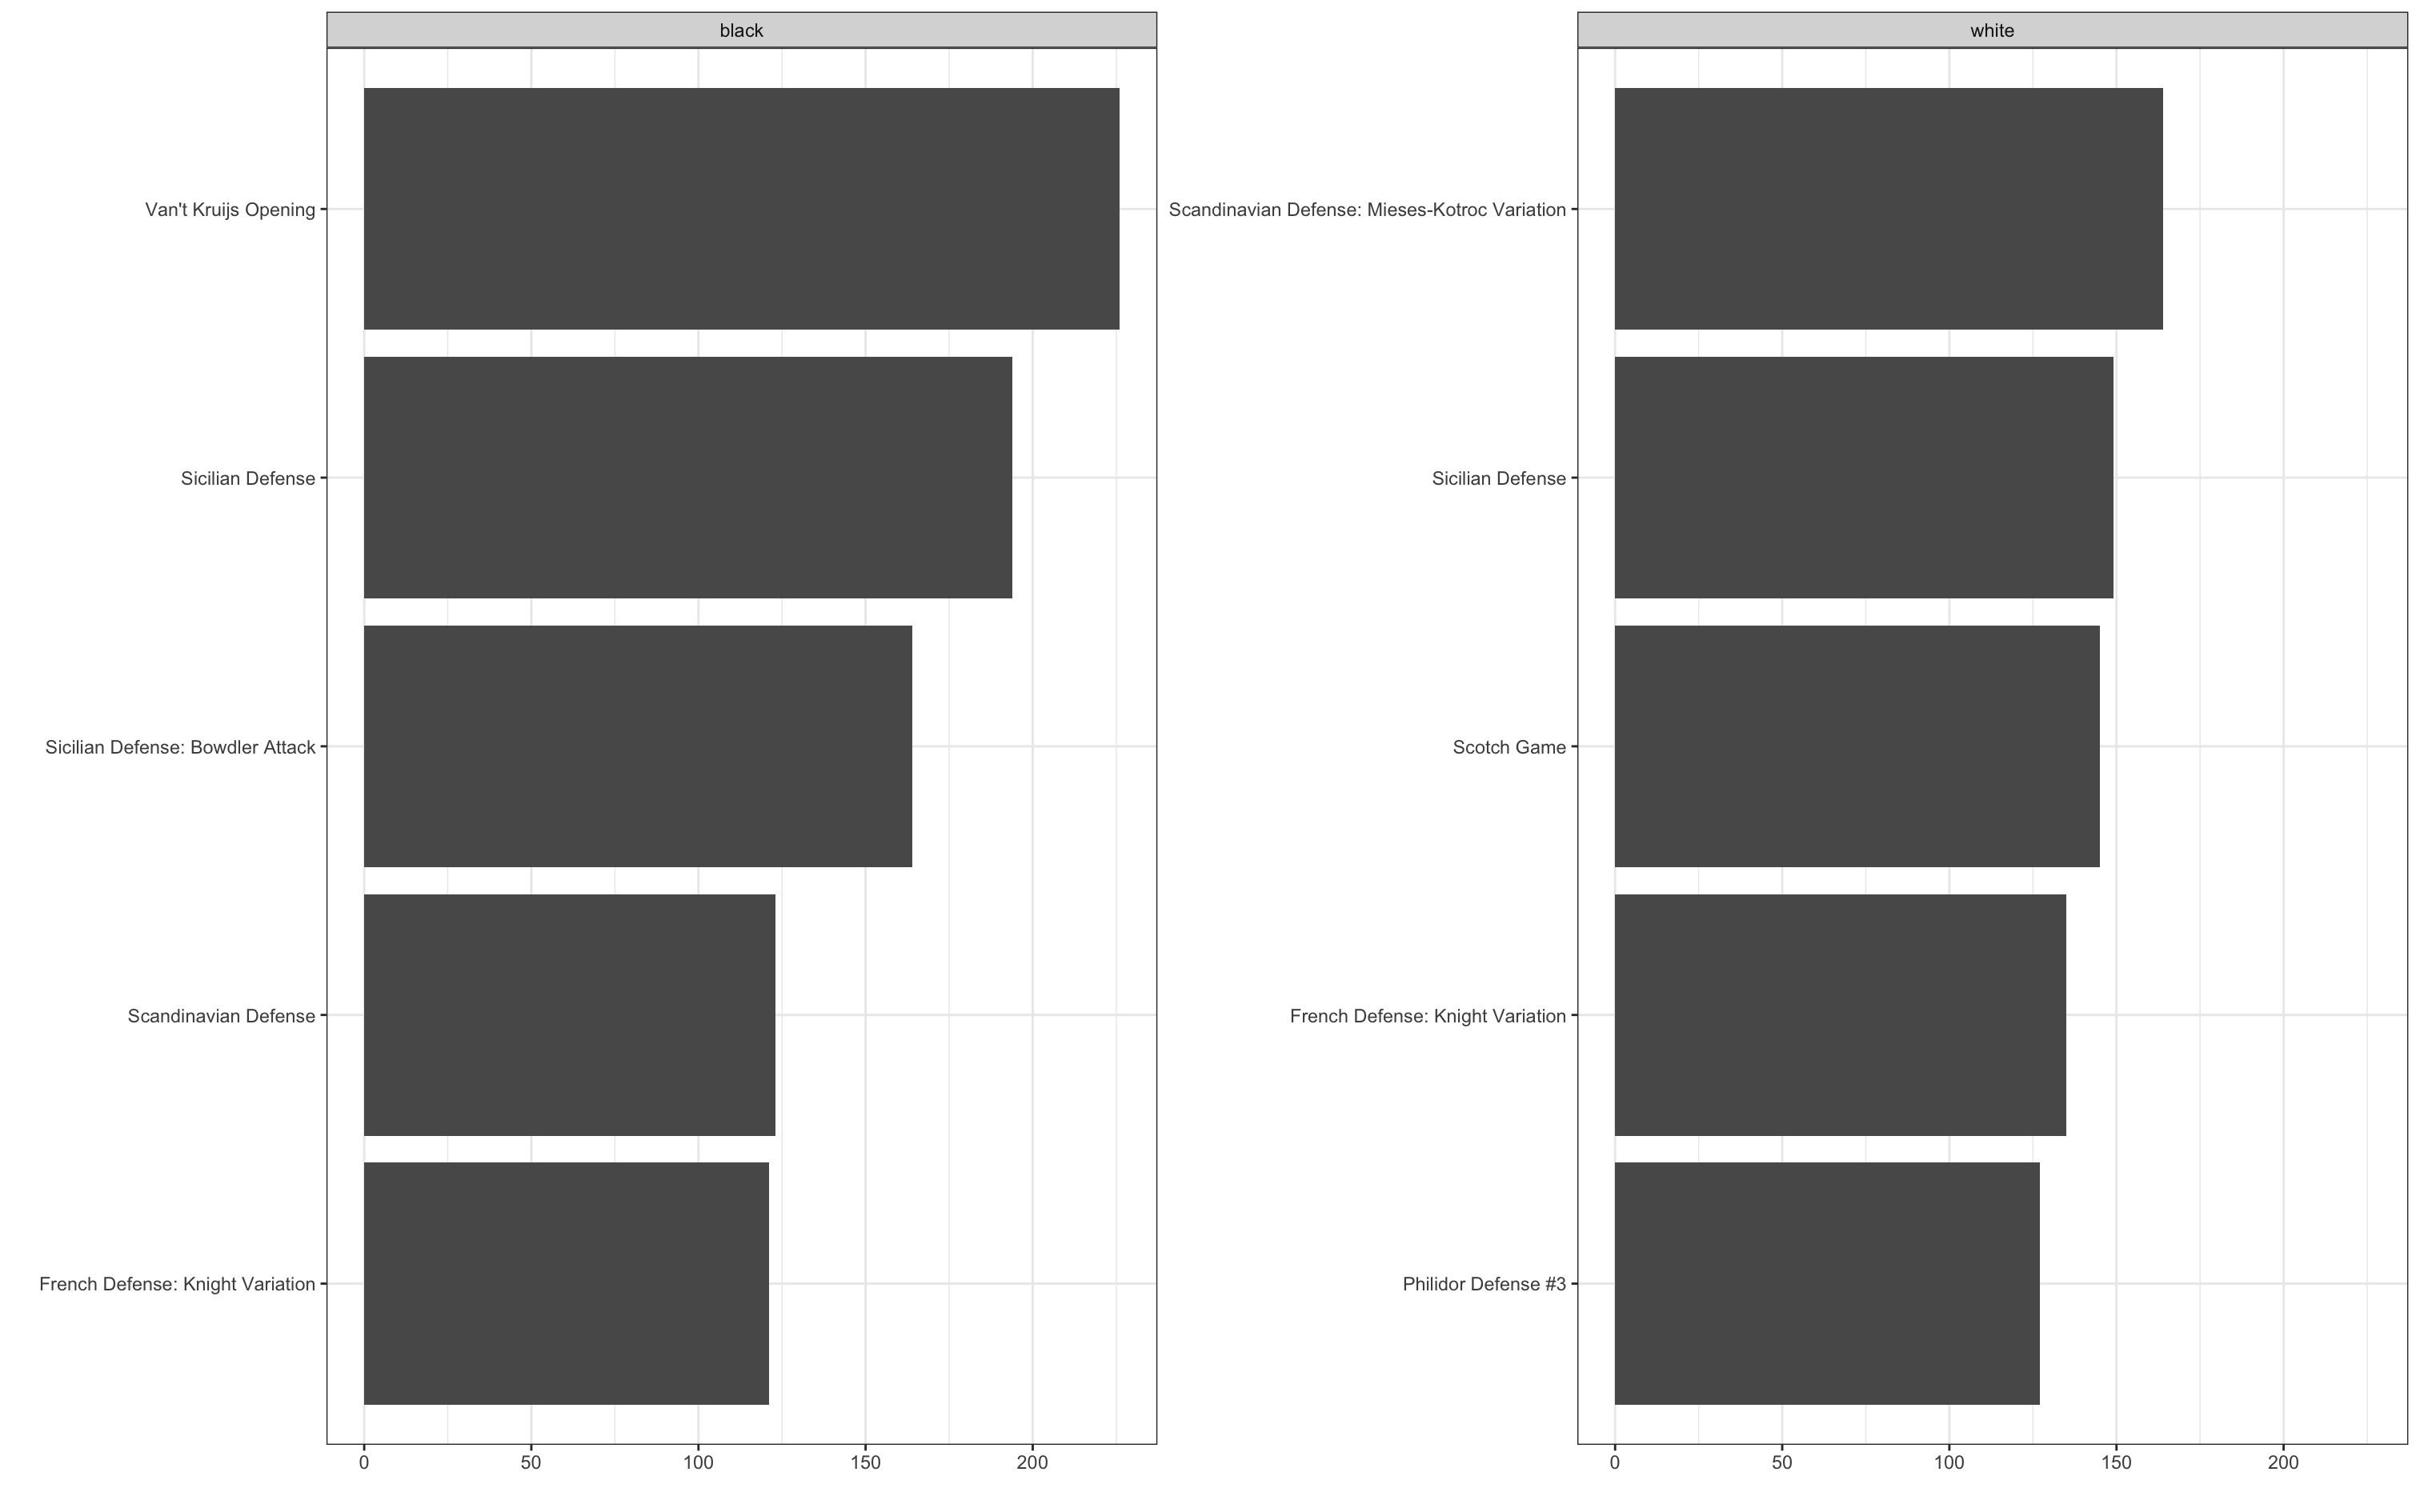 black
Van't Kruijs Opening
Sicilian Defense
Sicilian Defense: Bowdler Attack
Scandinavian Defense
French Defense: Knight Variation
0 50 100 150 200
white
Scandinavian Defense: Mieses-Kotroc Variation
Sicilian Defense
Scotch Game
French Defense: Knight Variation
Philidor Defense #3
0 50 100 150 200